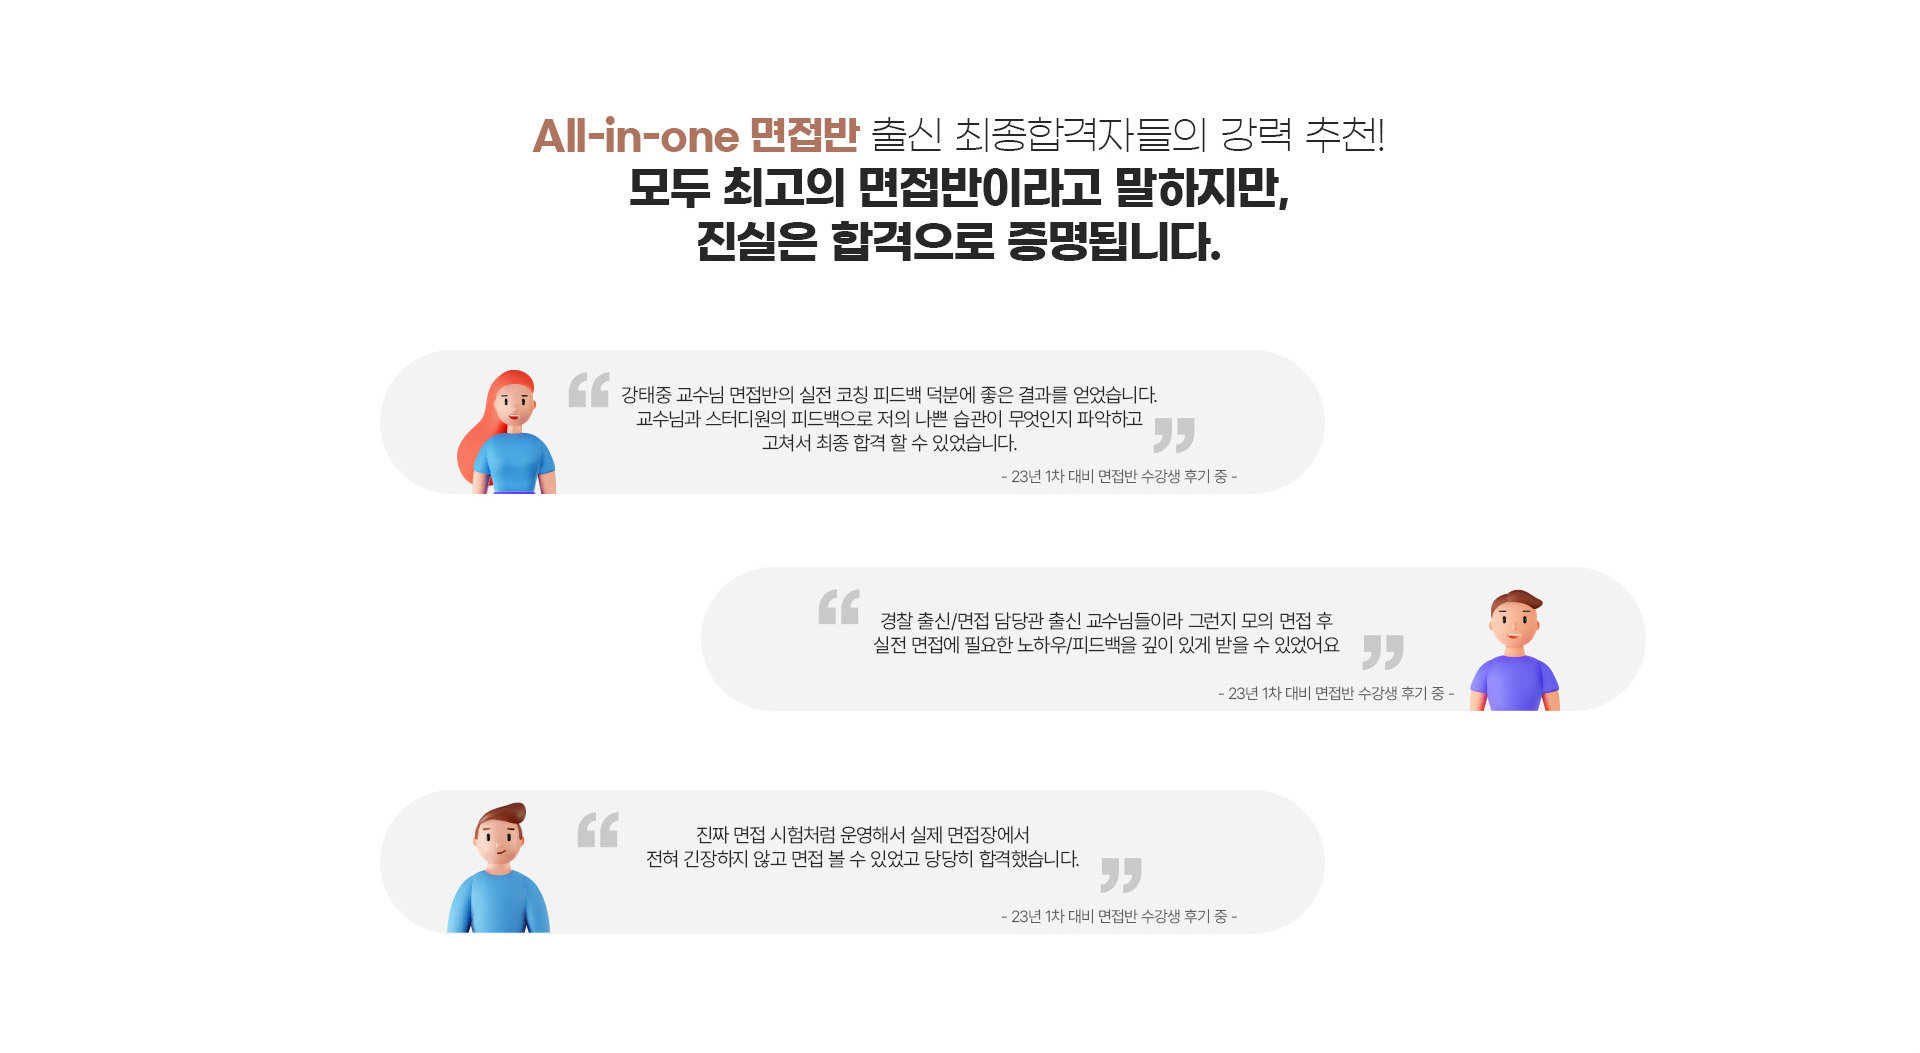 All-in-one 면접반 출신 최종합격자들의 강력 추천!
모두 최고의 면접반이라고 말하지만,
진실은 합격으로 증명됩니다.
“
강태중 교수님 면접반의 실전 코칭 피드백 덕분에 좋은 결과를 얻었습니다.
교수님과 스터디원의 피드백으로 저의 나쁜 습관이 무엇인지 파악하고
고쳐서 최종 합격 할 수 있었습니다.
”
- 23년 1차 대비 면접반 수강생 후기 중 -
“
경찰 출신/면접 담당관 출신 교수님들이라 그런지 모의 면접 후
실전 면접에 필요한 노하우/피드백을 깊이 있게 받을 수 있었어요
”
- 23년 1차 대비 면접반 수강생 후기 중 -
“
진짜 면접 시험처럼 운영해서 실제 면접장에서
전혀 긴장하지 않고 면접 볼 수 있었고 당당히 합격했습니다.
”
- 23년 1차 대비 면접반 수강생 후기 중 -